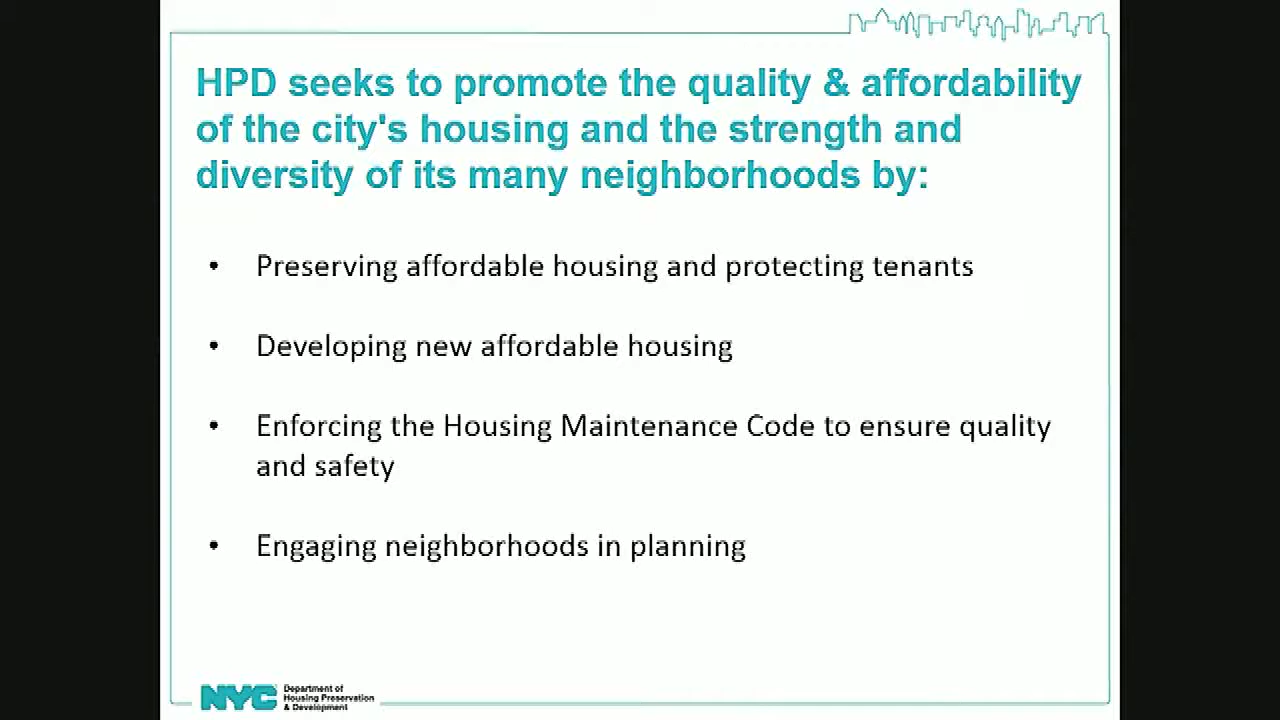 HPD seeks to promote the quality & affordability
of the city's housing and the strength and
diversity of its many neighborhoods by:
• Preserving affordable housing and protecting tenants
• Developing new affordable housing
• Enforcing the Housing Maintenance Code to ensure quality
and safety
• Engaging neighborhoods in planning
NYC
Department of
Housing Preservation
& Development